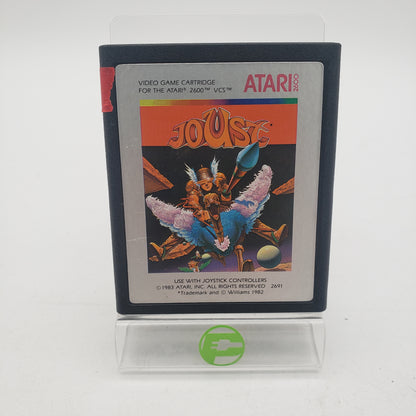 VIDEO GAME CARTRIDGE
FOR THE ATARI® 2600™ VCS™
ATARI
2600
JOUST*
USE WITH JOYSTICK CONTROLLERS
©1983 ATARI, INC. ALL RIGHTS RESERVED 2691
*Trademark and © Williams 1982